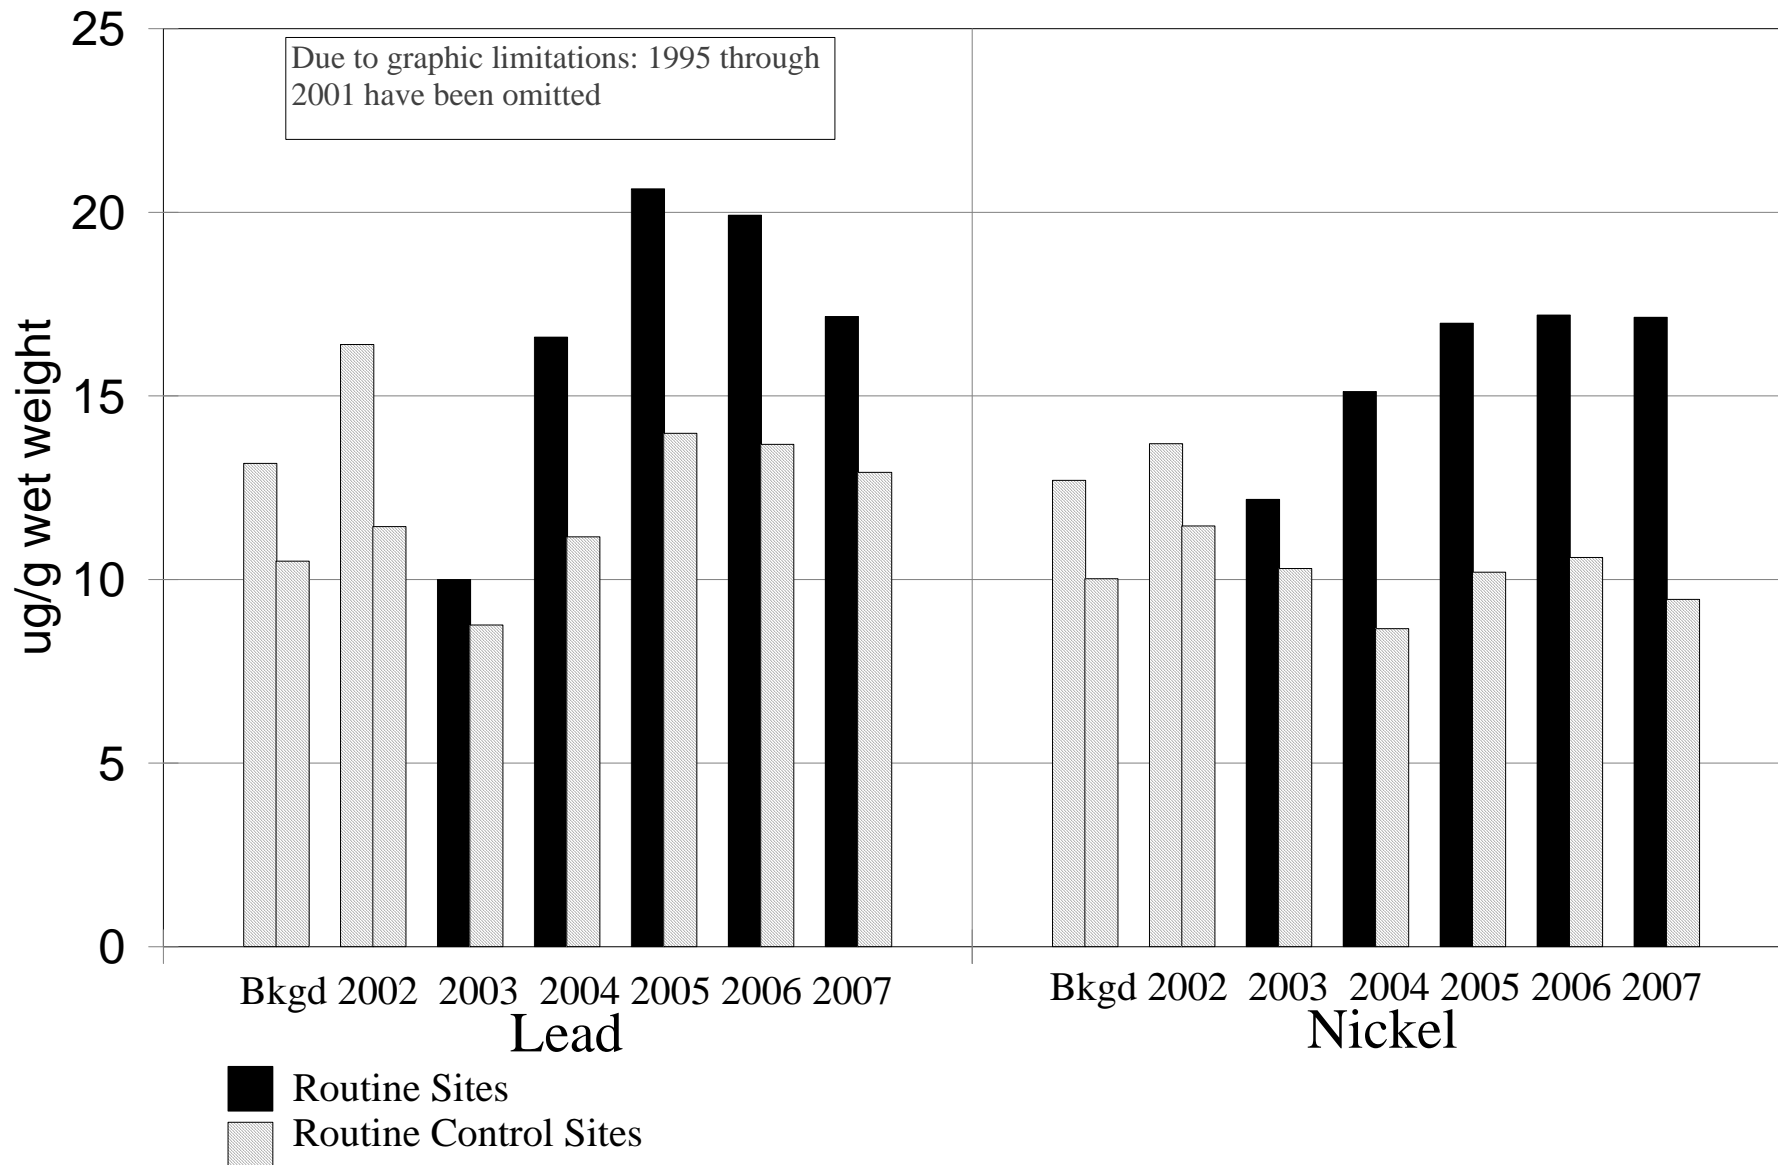 25
Due to graphic limitations: 1995 through
2001 have been omitted
20
15
10
5
0
ug/g wet weight
Bkgd 2002 2003 2004 2005 2006 2007
Lead
Bkgd 2002 2003 2004 2005 2006 2007
Nickel
Routine Sites
Routine Control Sites